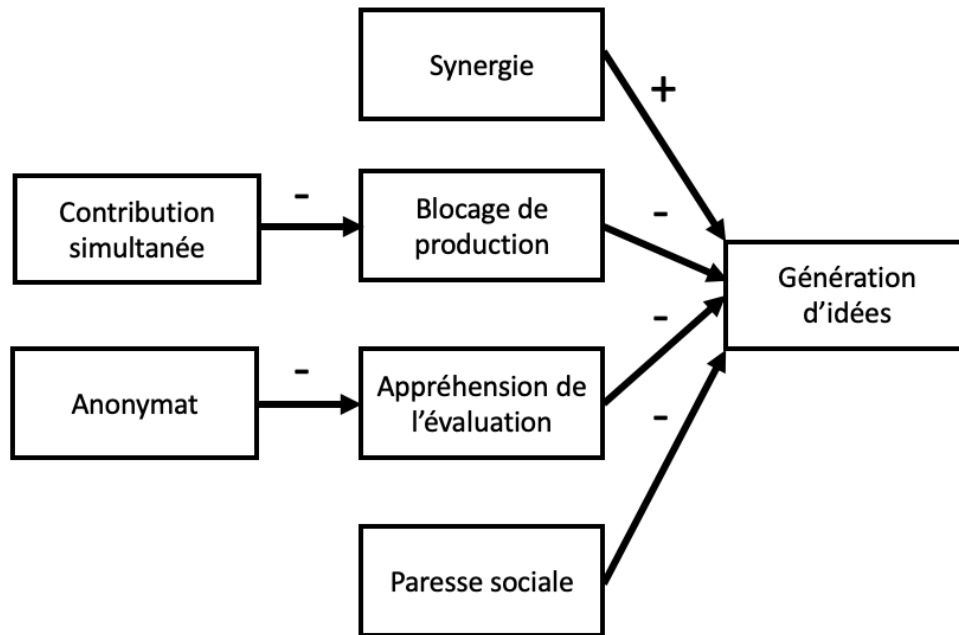 Synergie
+
Contribution
simultanée
-
Blocage de
production
-
Génération
d'idées
Anonymat
-
Appréhension de
l'évaluation
-
-
Paresse sociale